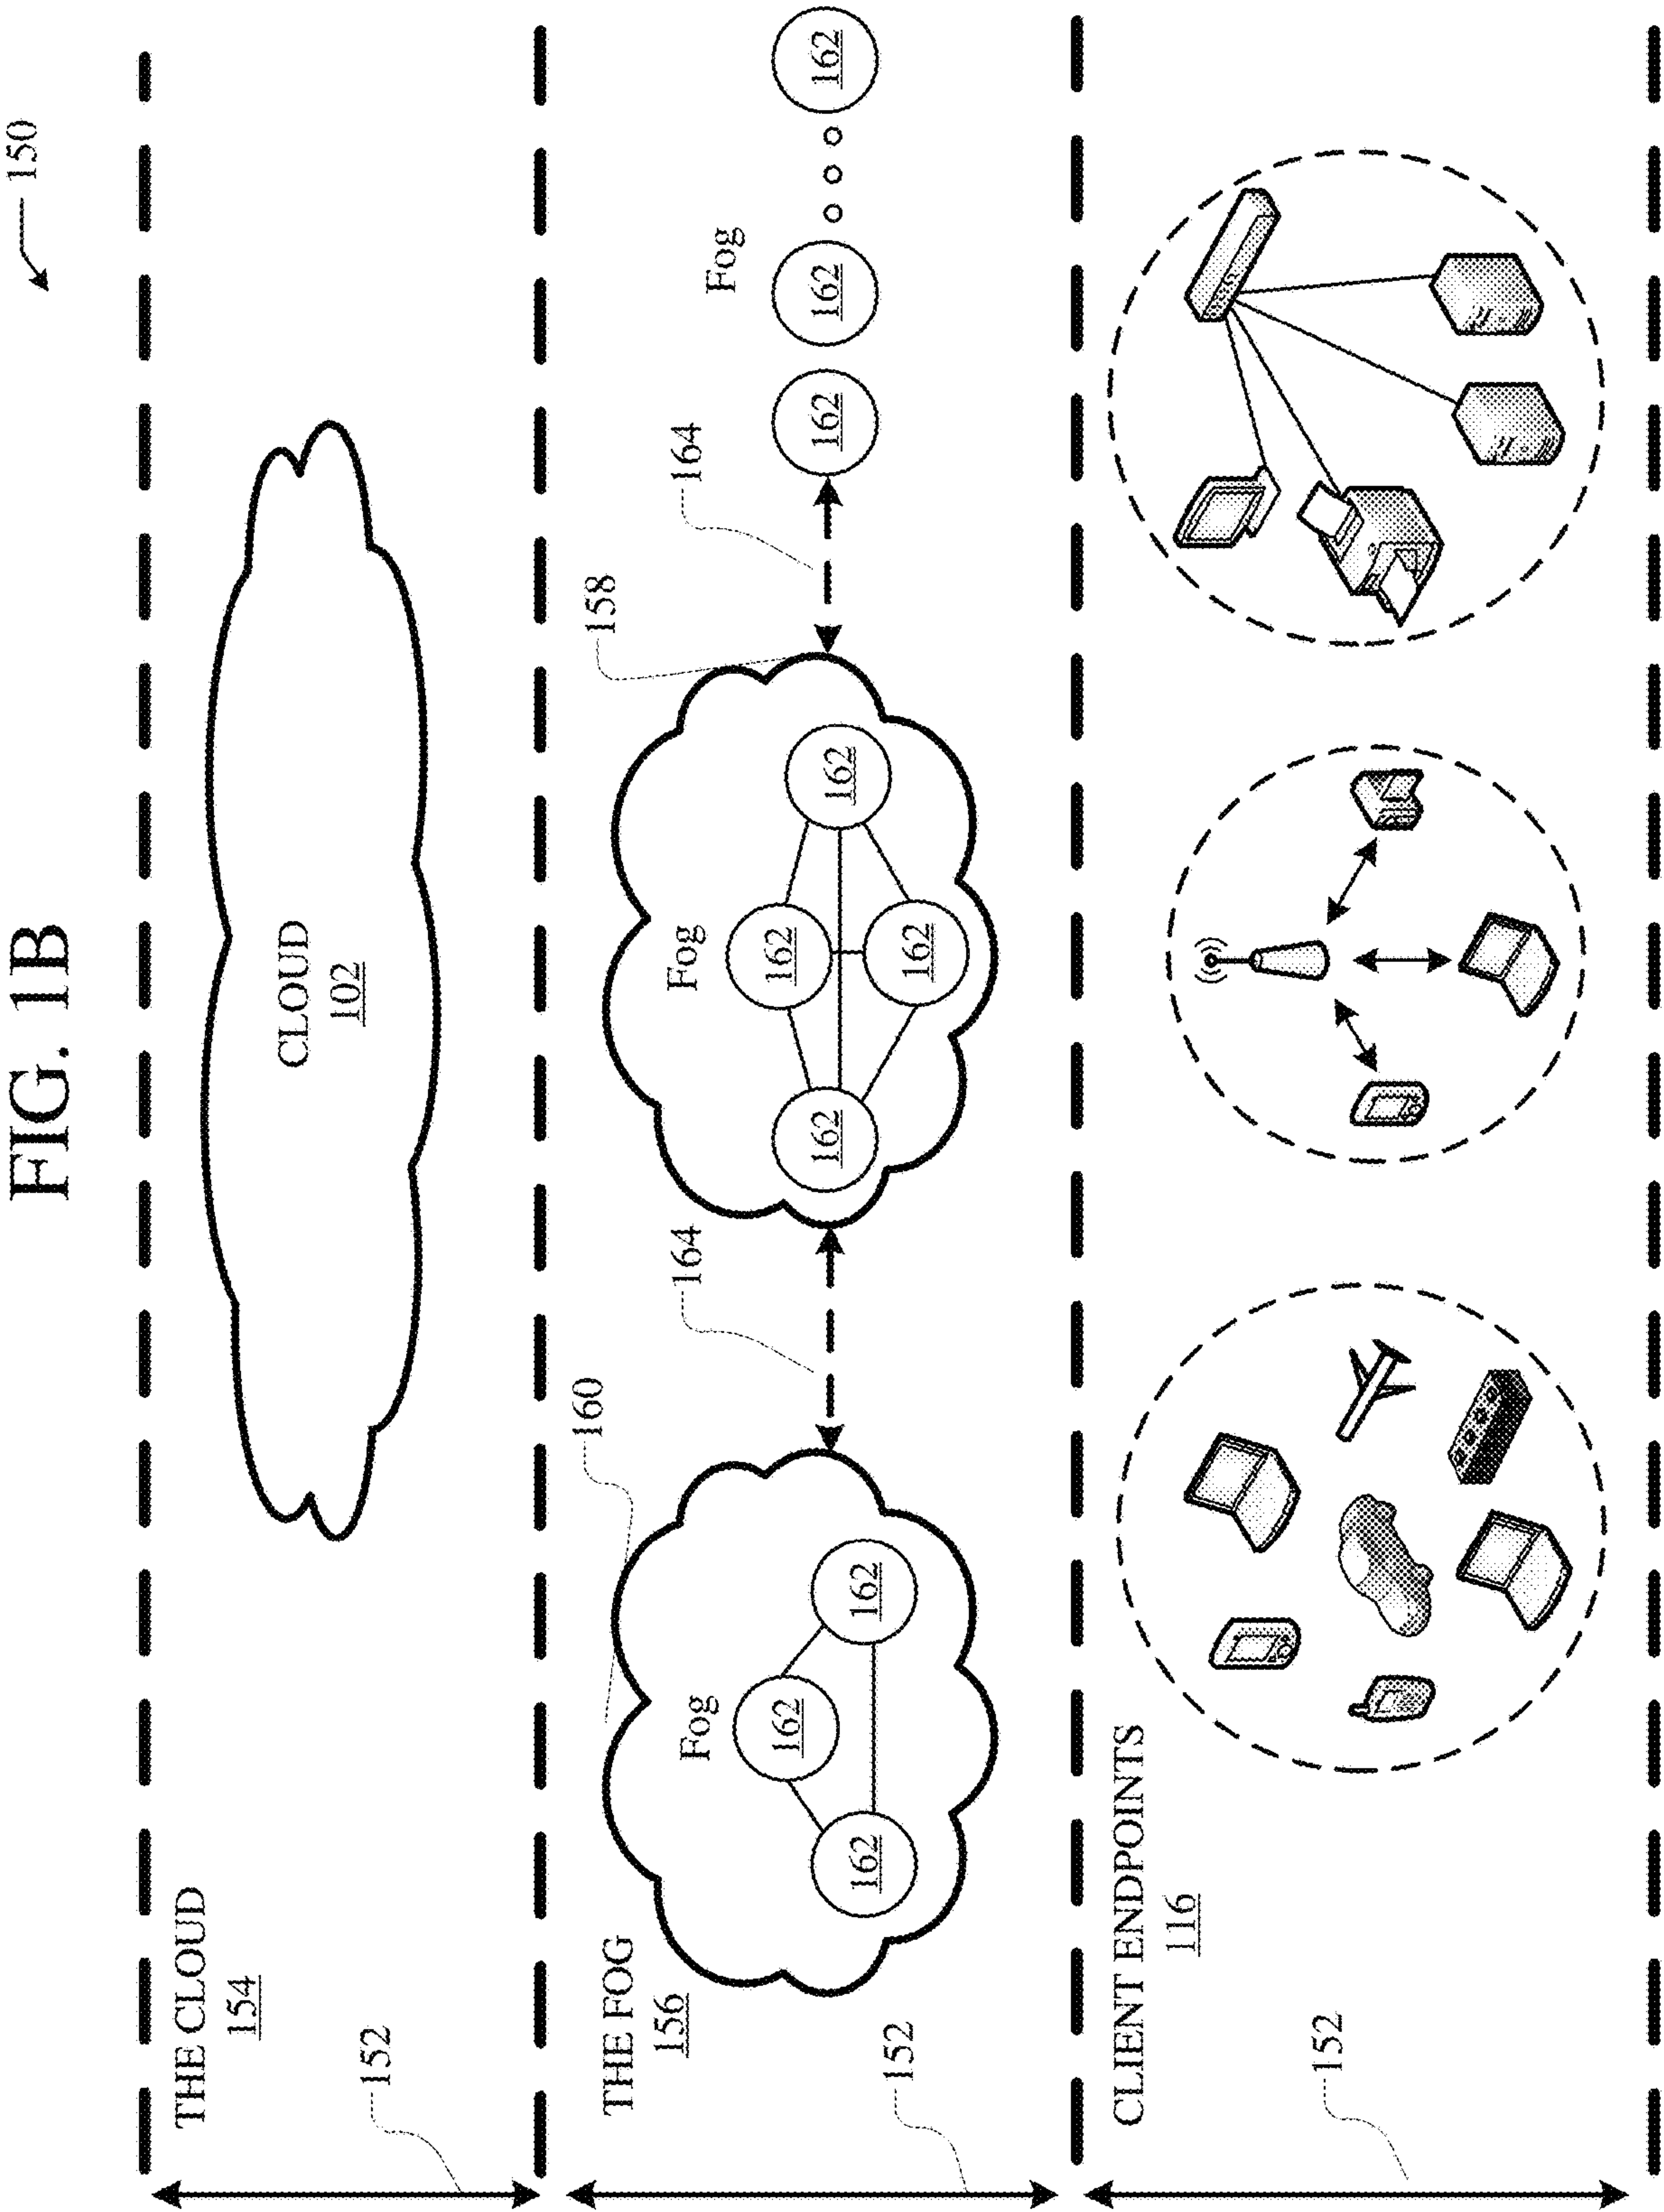 FIG. 1B
150
THE CLOUD
154
CLOUD
102
152
THE FOG
156
160
164
158
164
Fog
162
162
162
Fog
162
162
162
162
Fog
162
162
162
152
CLIENT ENDPOINTS
116
152